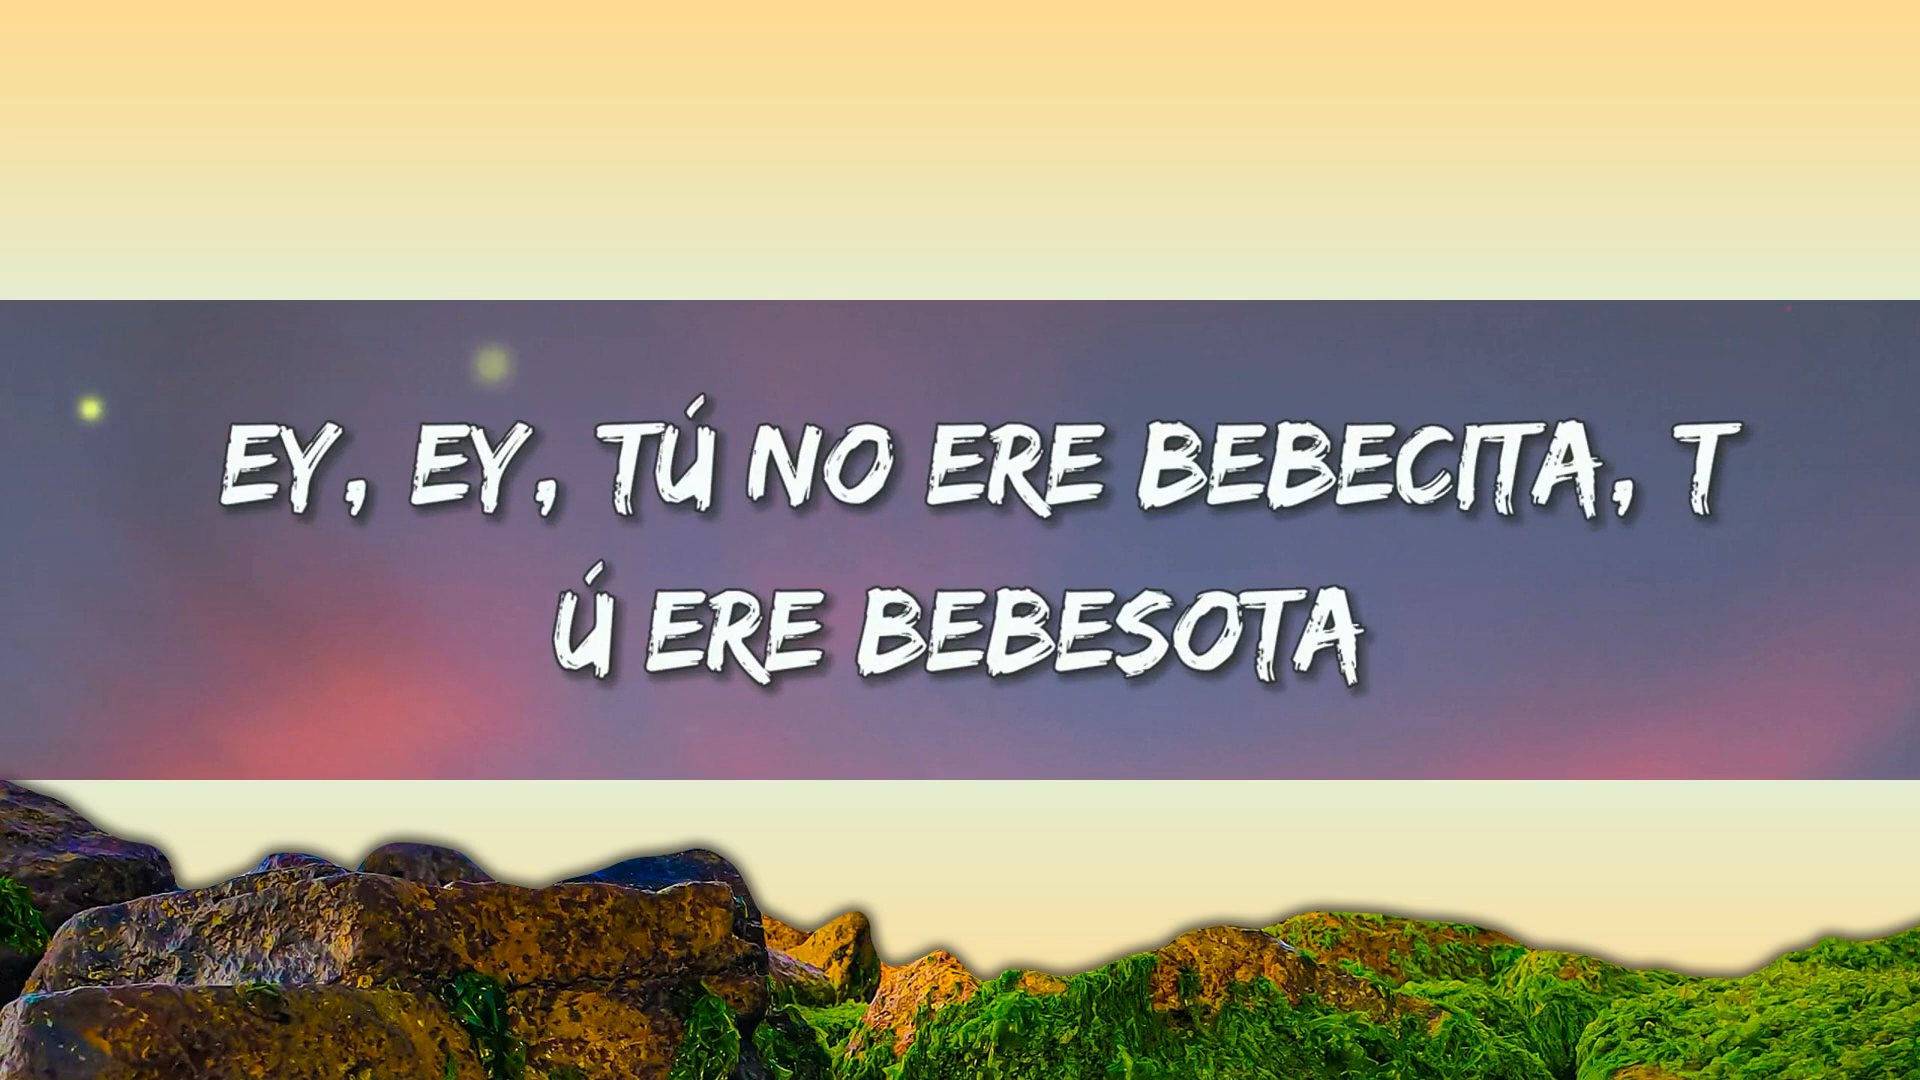 EY, EY, TÚ NO ERE BEBECITA, T
Ú ERE BEBESOTA